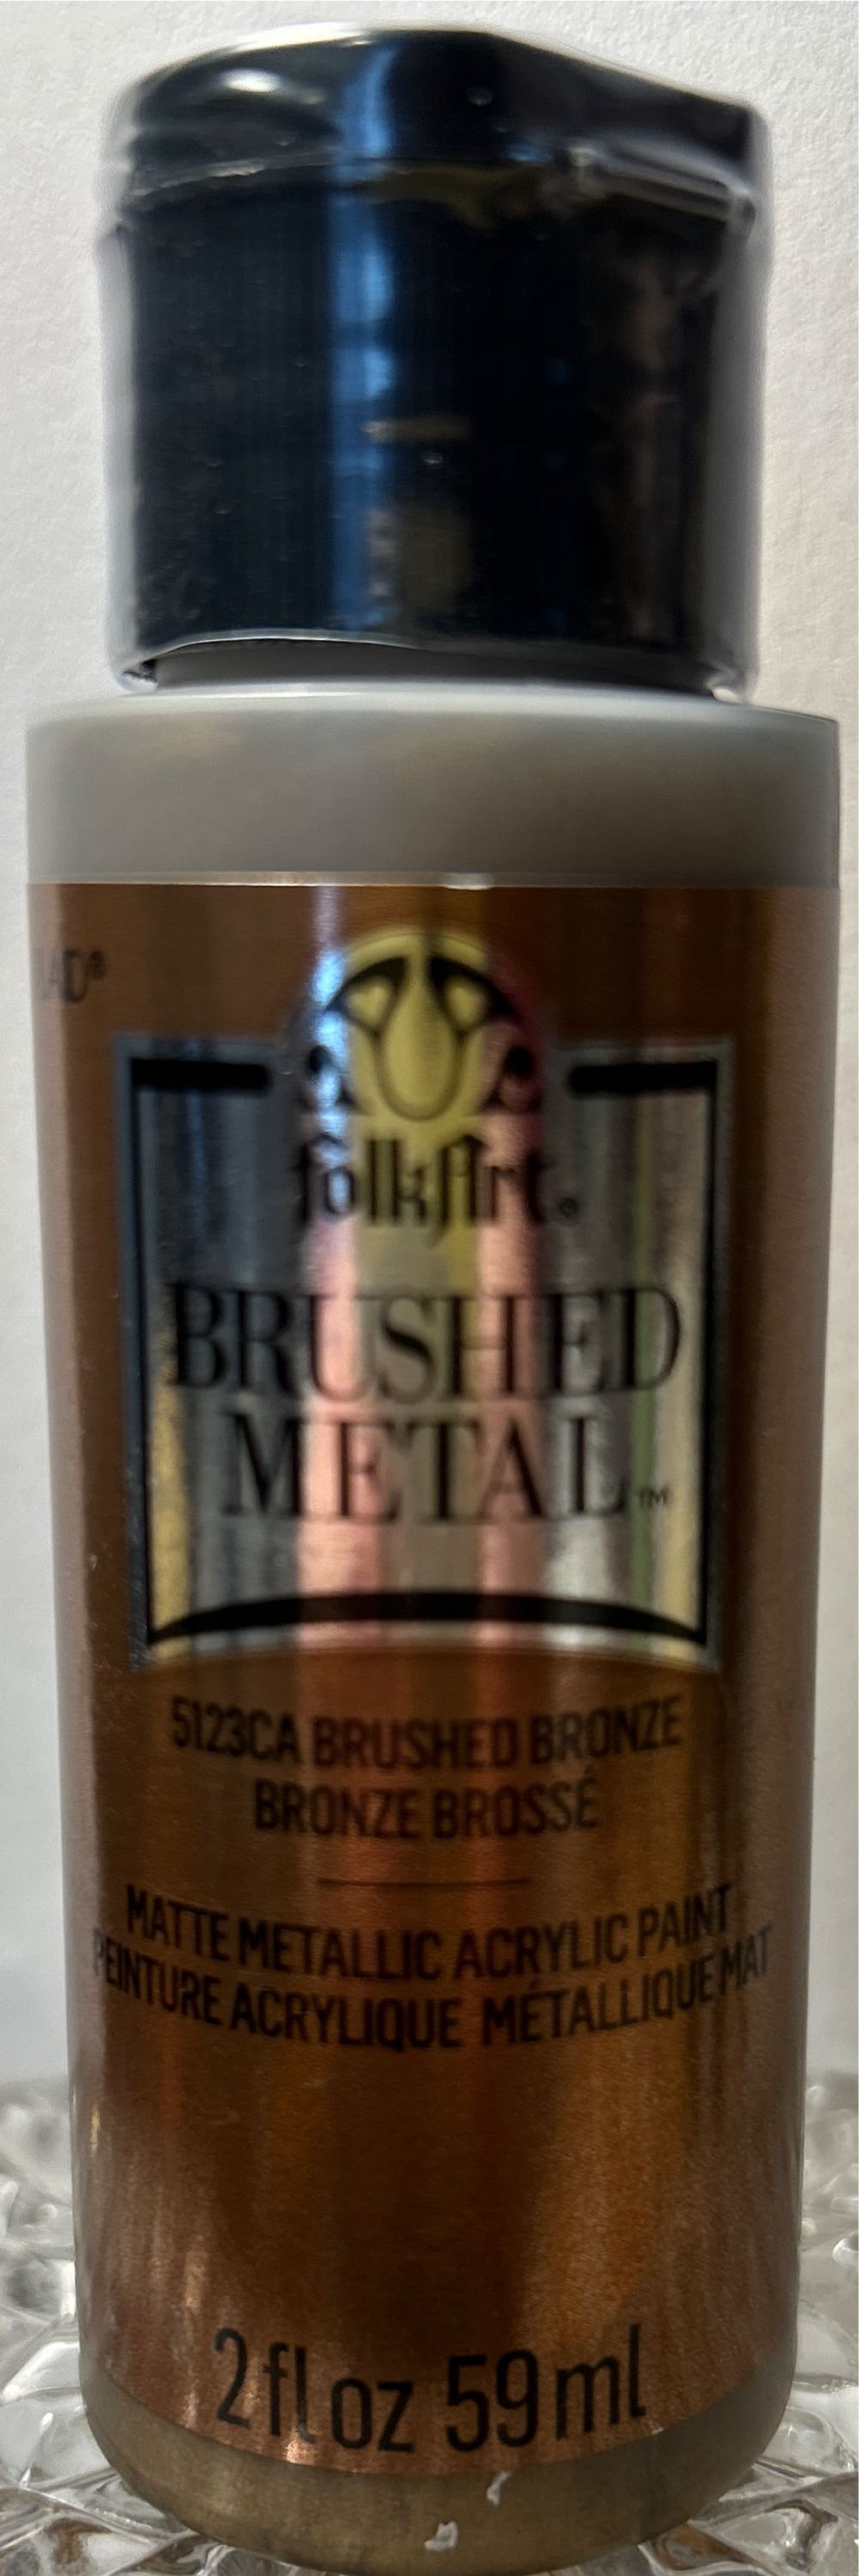 folkArt®
BRUSHED
METAL™
5123CA BRUSHED BRONZE
BRONZE BROSSÉ
MATTE METALLIC ACRYLIC PAINT
PEINTURE ACRYLIQUE MÉTALLIQUE MAT
2 fl oz 59 ml